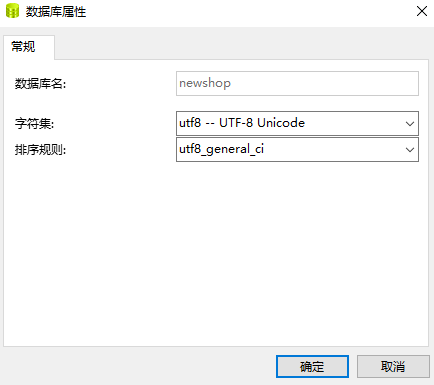 数据库属性
常规
数据库名: newshop
字符集: utf8 -- UTF-8 Unicode
排序规则: utf8_general_ci
确定 取消